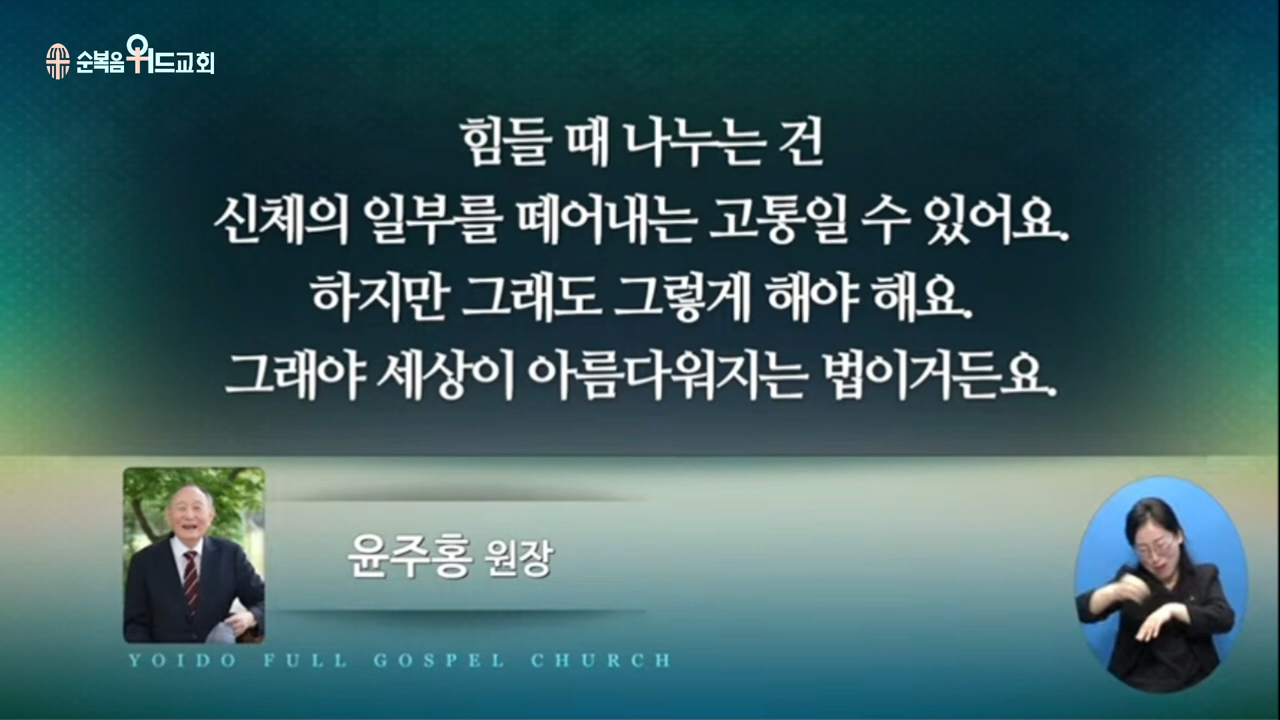 순복음위드교회
힘들 때 나누는 건
신체의 일부를 떼어내는 고통일 수 있어요.
하지만 그래도 그렇게 해야 해요.
그래야 세상이 아름다워지는 법이거든요.
윤주홍 원장
YOIDO FULL GOSPEL CHURCH